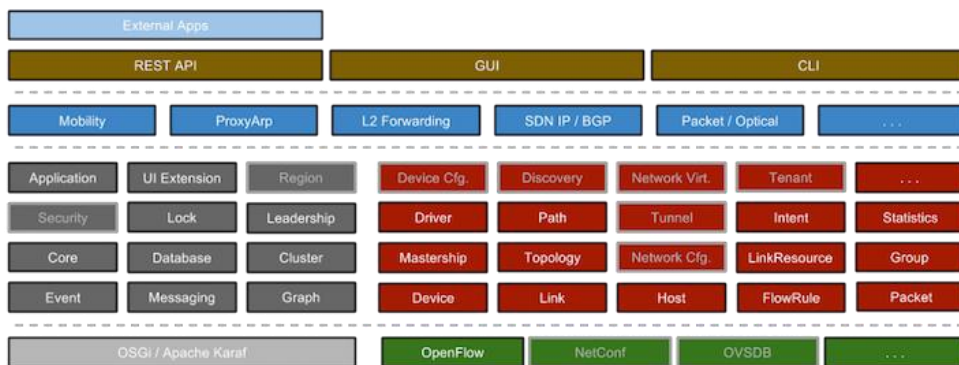 External Apps
REST API GUI CLI
Mobility ProxyArp L2 Forwarding SDN IP / BGP Packet / Optical ...
Application UI Extension Region Device Cfg. Discovery Network Virt. Tenant ...
Security Lock Leadership Driver Path Tunnel Intent Statistics
Core Database Cluster Mastership Topology Network Cfg. LinkResource Group
Event Messaging Graph Device Link Host FlowRule Packet
OSGi / Apache Karaf OpenFlow NetConf OVSDB ...